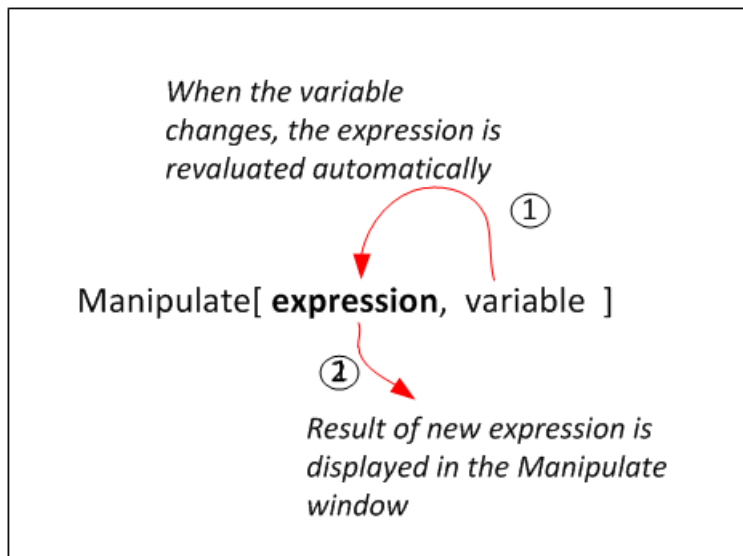 When the variable
changes, the expression is
revaluated automatically
1
Manipulate[ expression, variable ]
Result of new expression is
displayed in the Manipulate
window